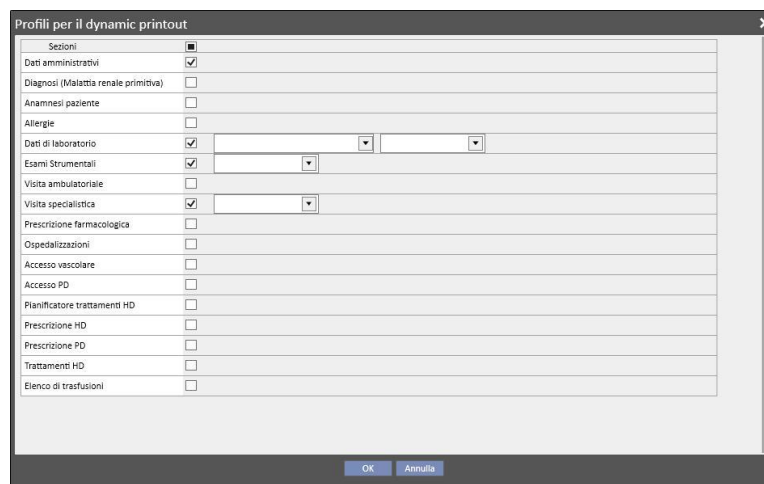 Profili per il dynamic printout
Sezioni
Dati amministrativi
Diagnosi (Malattia renale primitiva)
Anamnesi paziente
Allergie
Dati di laboratorio
Esami Strumentali
Visita ambulatoriale
Visita specialistica
Prescrizione farmacologica
Ospedalizzazioni
Accesso vascolare
Accesso PD
Pianificatore trattamenti HD
Prescrizione HD
Prescrizione PD
Trattamenti HD
Elenco di trasfusioni
OK Annulla